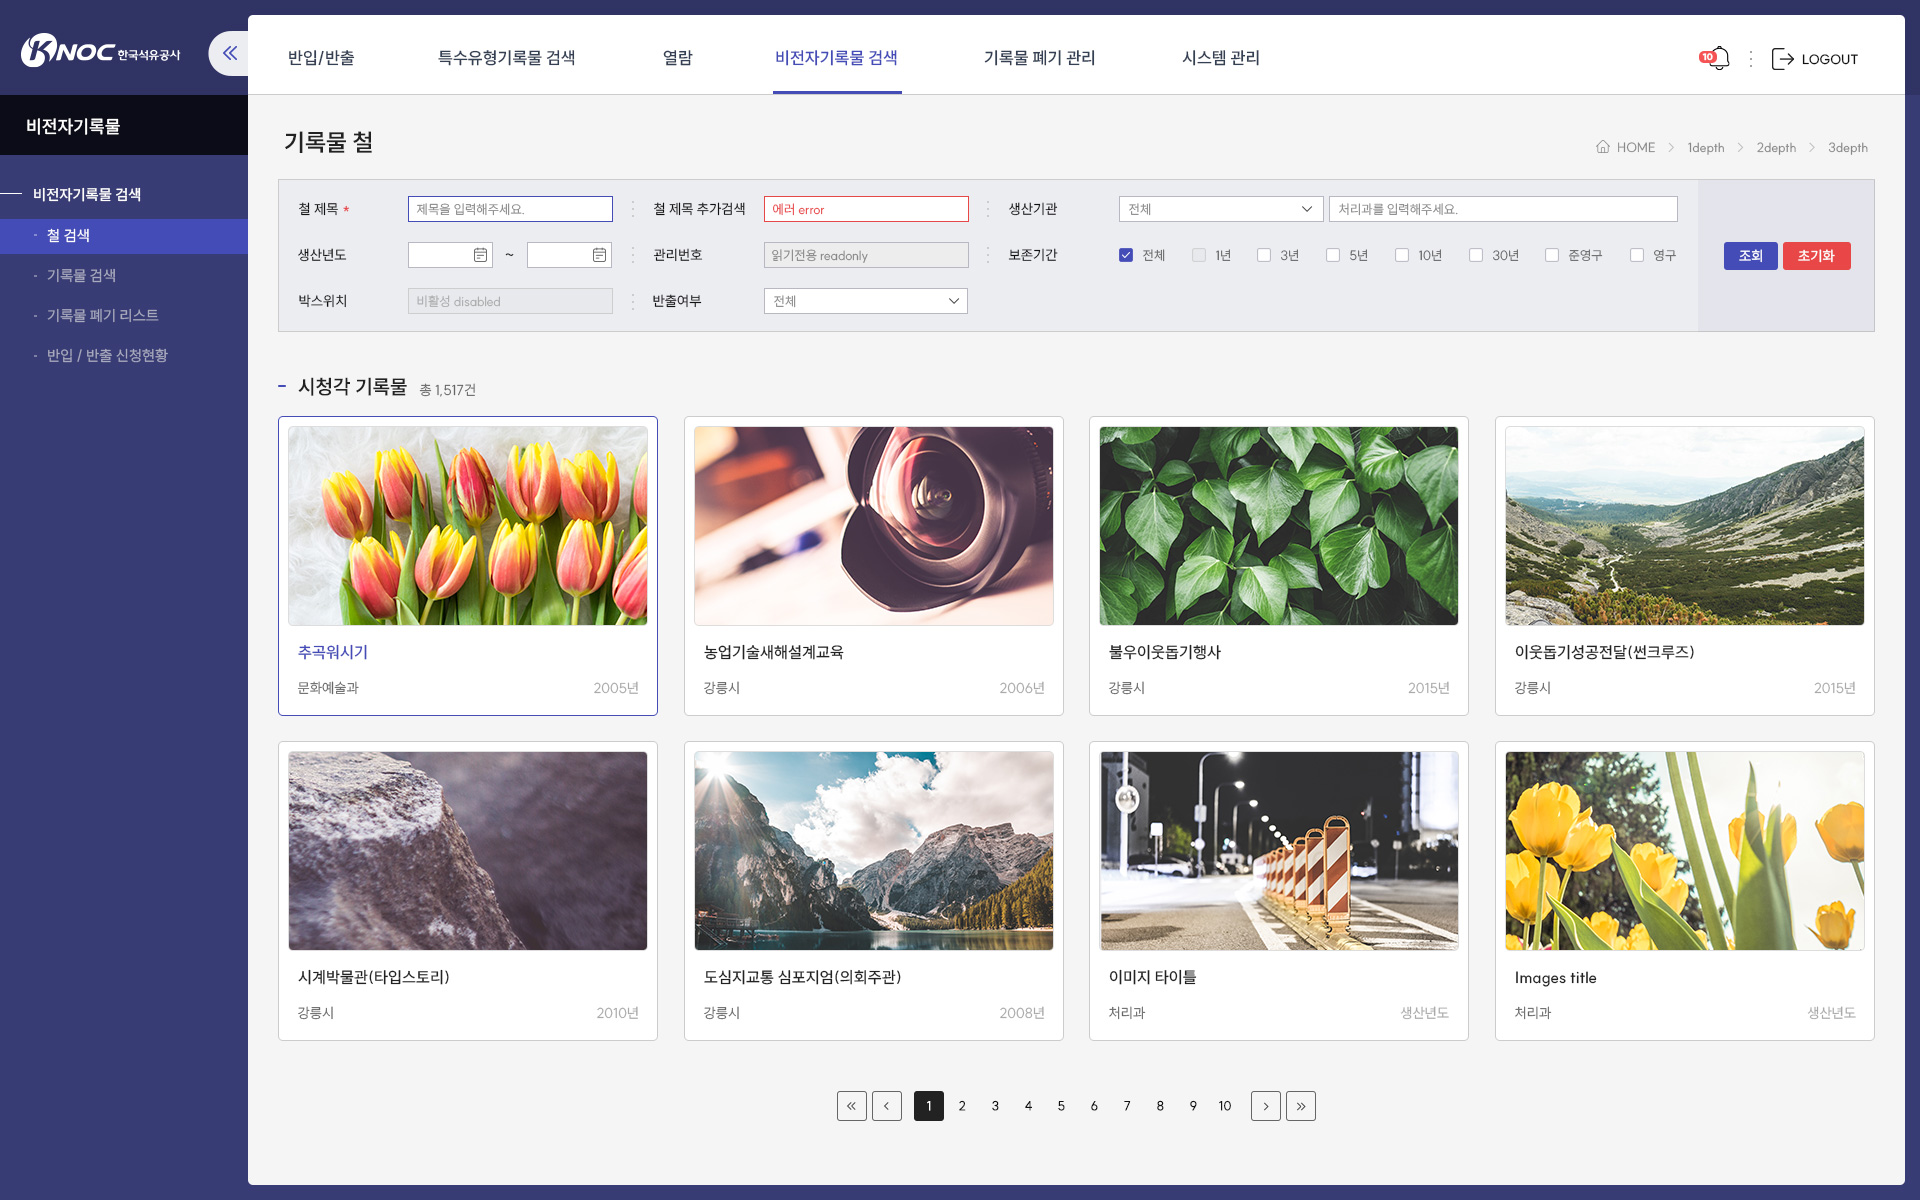 KNOC 한국석유공사
반입/반출 특수유형기록물 검색 열람 비전자기록물 검색 기록물 폐기 관리 시스템 관리 10 LOGOUT
비전자기록물
비전자기록물 검색
- 철 검색
- 기록물 검색
- 기록물 폐기 리스트
- 반입 / 반출 신청현황
기록물 철
HOME > 1depth > 2depth > 3depth
철 제목 * 제목을 입력해주세요. 철 제목 추가검색 에러 error 생산기관 전체 처리과를 입력해주세요.
생산년도 ~ 관리번호 읽기전용 readonly 보존기간 전체 1년 3년 5년 10년 30년 준영구 영구 조회 초기화
박스위치 비활성 disabled 반출여부 전체
- 시청각 기록물 총 1,517건
추곡워시기 농업기술새해설계교육 불우이웃돕기행사 이웃돕기성공전달(썬크루즈)
문화예술과 2005년 강릉시 2006년 강릉시 2015년 강릉시 2015년
시계박물관(타입스토리) 도심지교통 심포지엄(의회주관) 이미지 타이틀 Images title
강릉시 2010년 강릉시 2008년 처리과 생산년도 처리과 생산년도
« ‹ 1 2 3 4 5 6 7 8 9 10 › »